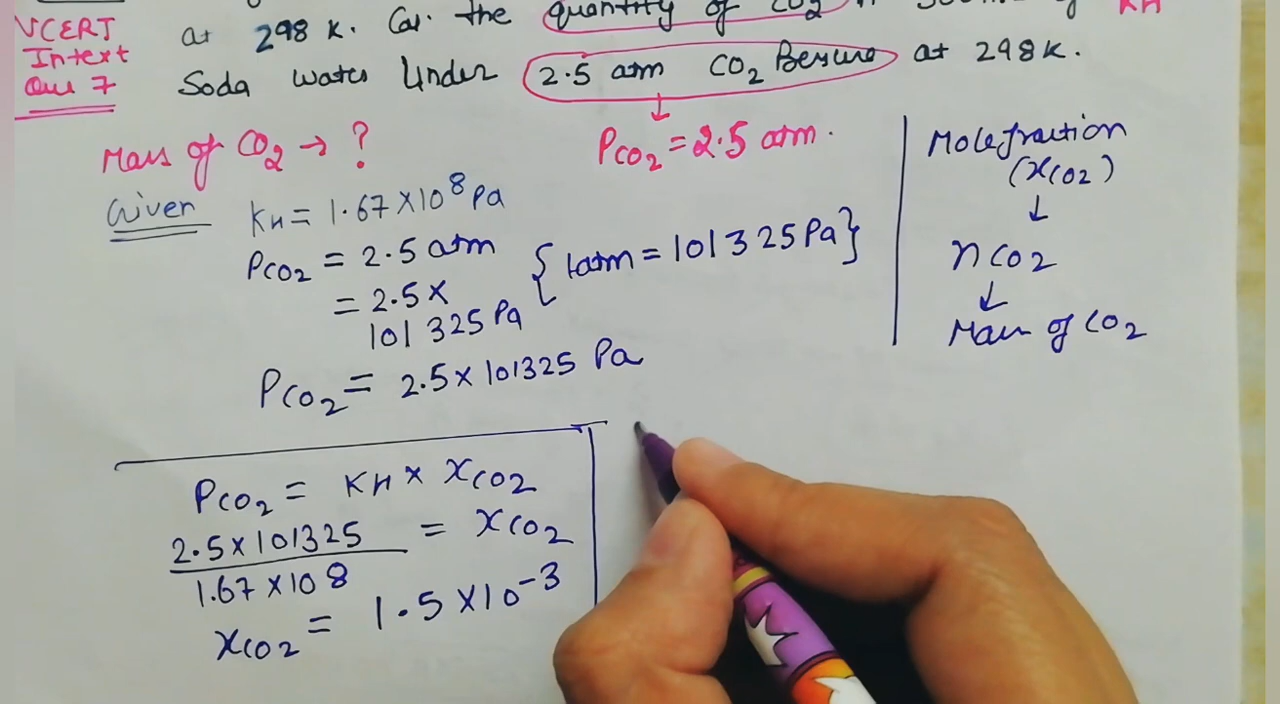 NCERT
Intext
Que 7
at 298 K. Cal. the quantity of CO2 in
Soda water Under 2.5 atm CO2 Pessure at 298K.
Mass of CO2 → ?
PCO2 = 2.5 atm.
Given KH = 1.67 × 10^8 Pa
PCO2 = 2.5 atm
{1atm = 101325 Pa}
= 2.5 ×
101325 Pa
PCO2 = 2.5 × 101325 Pa
Molefraction
(xCO2)
↓
nCO2
↓
Mass of CO2
PCO2 = KH × xCO2
2.5 × 101325 = xCO2
1.67 × 10 8
xCO2 = 1.5 × 10^-3